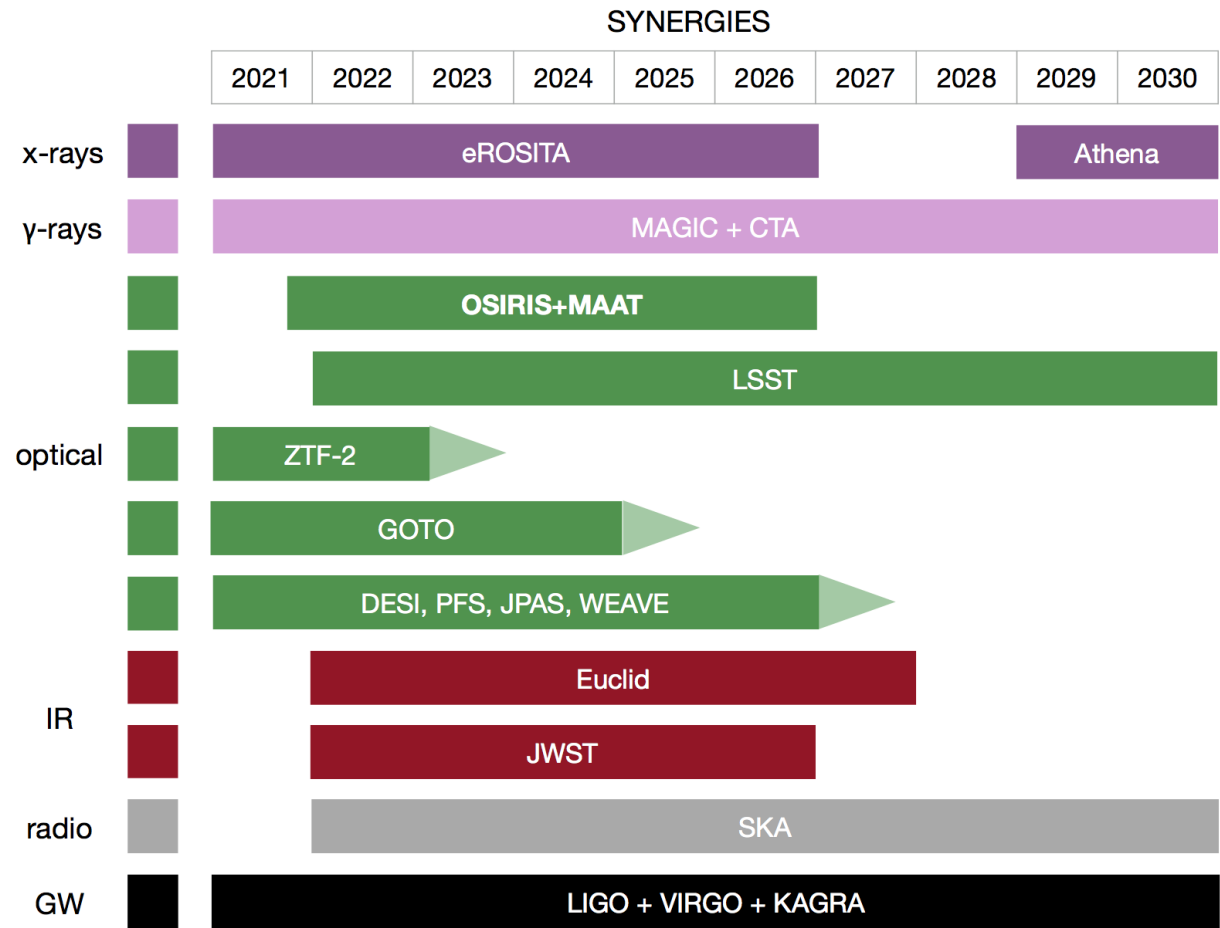 SYNERGIES
2021 2022 2023 2024 2025 2026 2027 2028 2029 2030
x-rays eROSITA Athena
γ-rays MAGIC + CTA
OSIRIS+MAAT
LSST
optical ZTF-2
GOTO
DESI, PFS, JPAS, WEAVE
Euclid
IR
JWST
radio SKA
GW LIGO + VIRGO + KAGRA